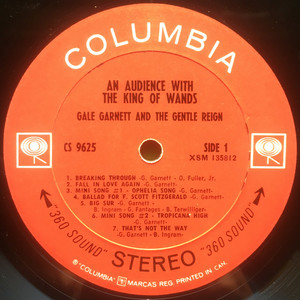 COLUMBIA
AN AUDIENCE WITH
THE KING OF WANDS
GALE GARNETT AND THE GENTLE REIGN
CS 9625
SIDE 1
XSM 135812
1. BREAKING THROUGH -G. Garnett - O. Fuller, Jr.
2. FALL IN LOVE AGAIN -G. Garnett
3. MINI SONG #1 - OPHELIA SONG -G. Garnett
4. BALLAD FOR F. SCOTT FITZGERALD -G. Garnett
5. BIG SUR -G. Garnett -
B. Ingram - G. Fantagen - B. Terwilliger
6. MINI SONG #2 - TROPICANA HIGH
-G. Garnett
7. THAT'S NOT THE WAY
-G. Garnett - B. Ingram
"360 SOUND" STEREO "360 SOUND"
® "COLUMBIA" MARCAS REG. PRINTED IN CAN.